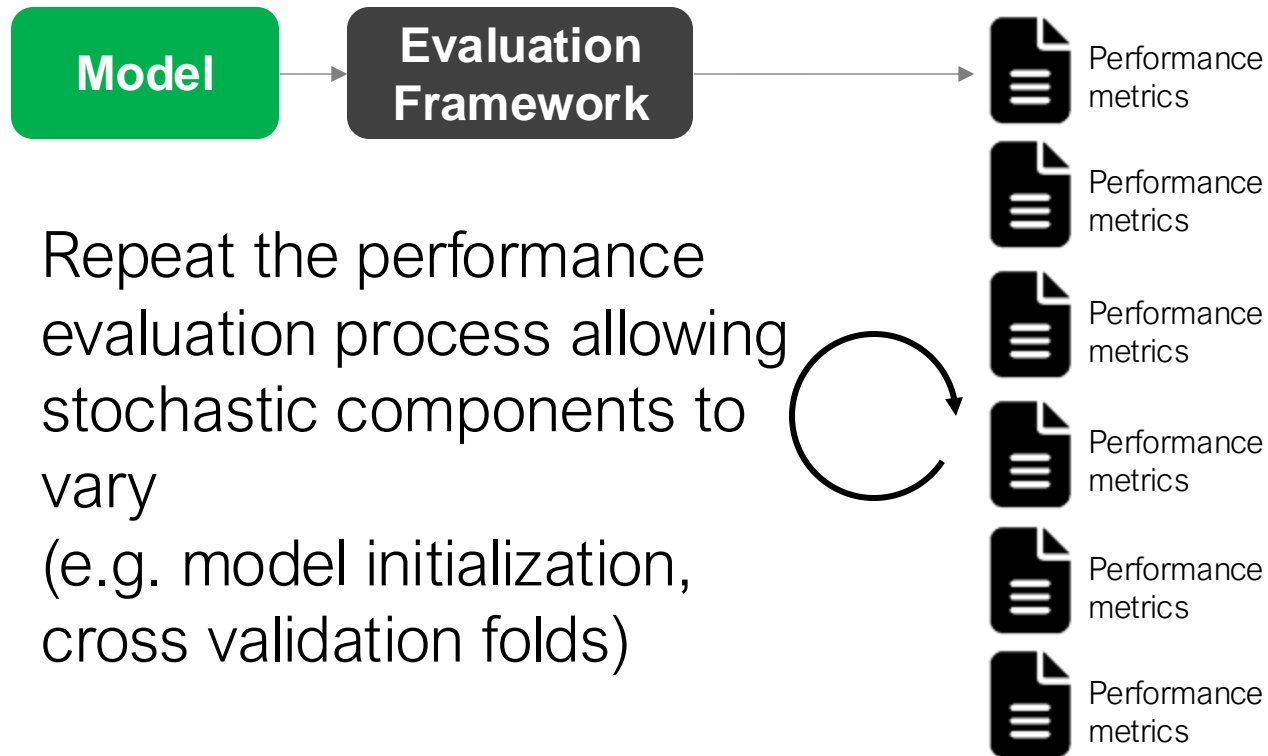 Model
Evaluation
Framework
Performance
metrics
Performance
metrics
Repeat the performance
evaluation process allowing
stochastic components to
vary
(e.g. model initialization,
cross validation folds)
Performance
metrics
Performance
metrics
Performance
metrics
Performance
metrics